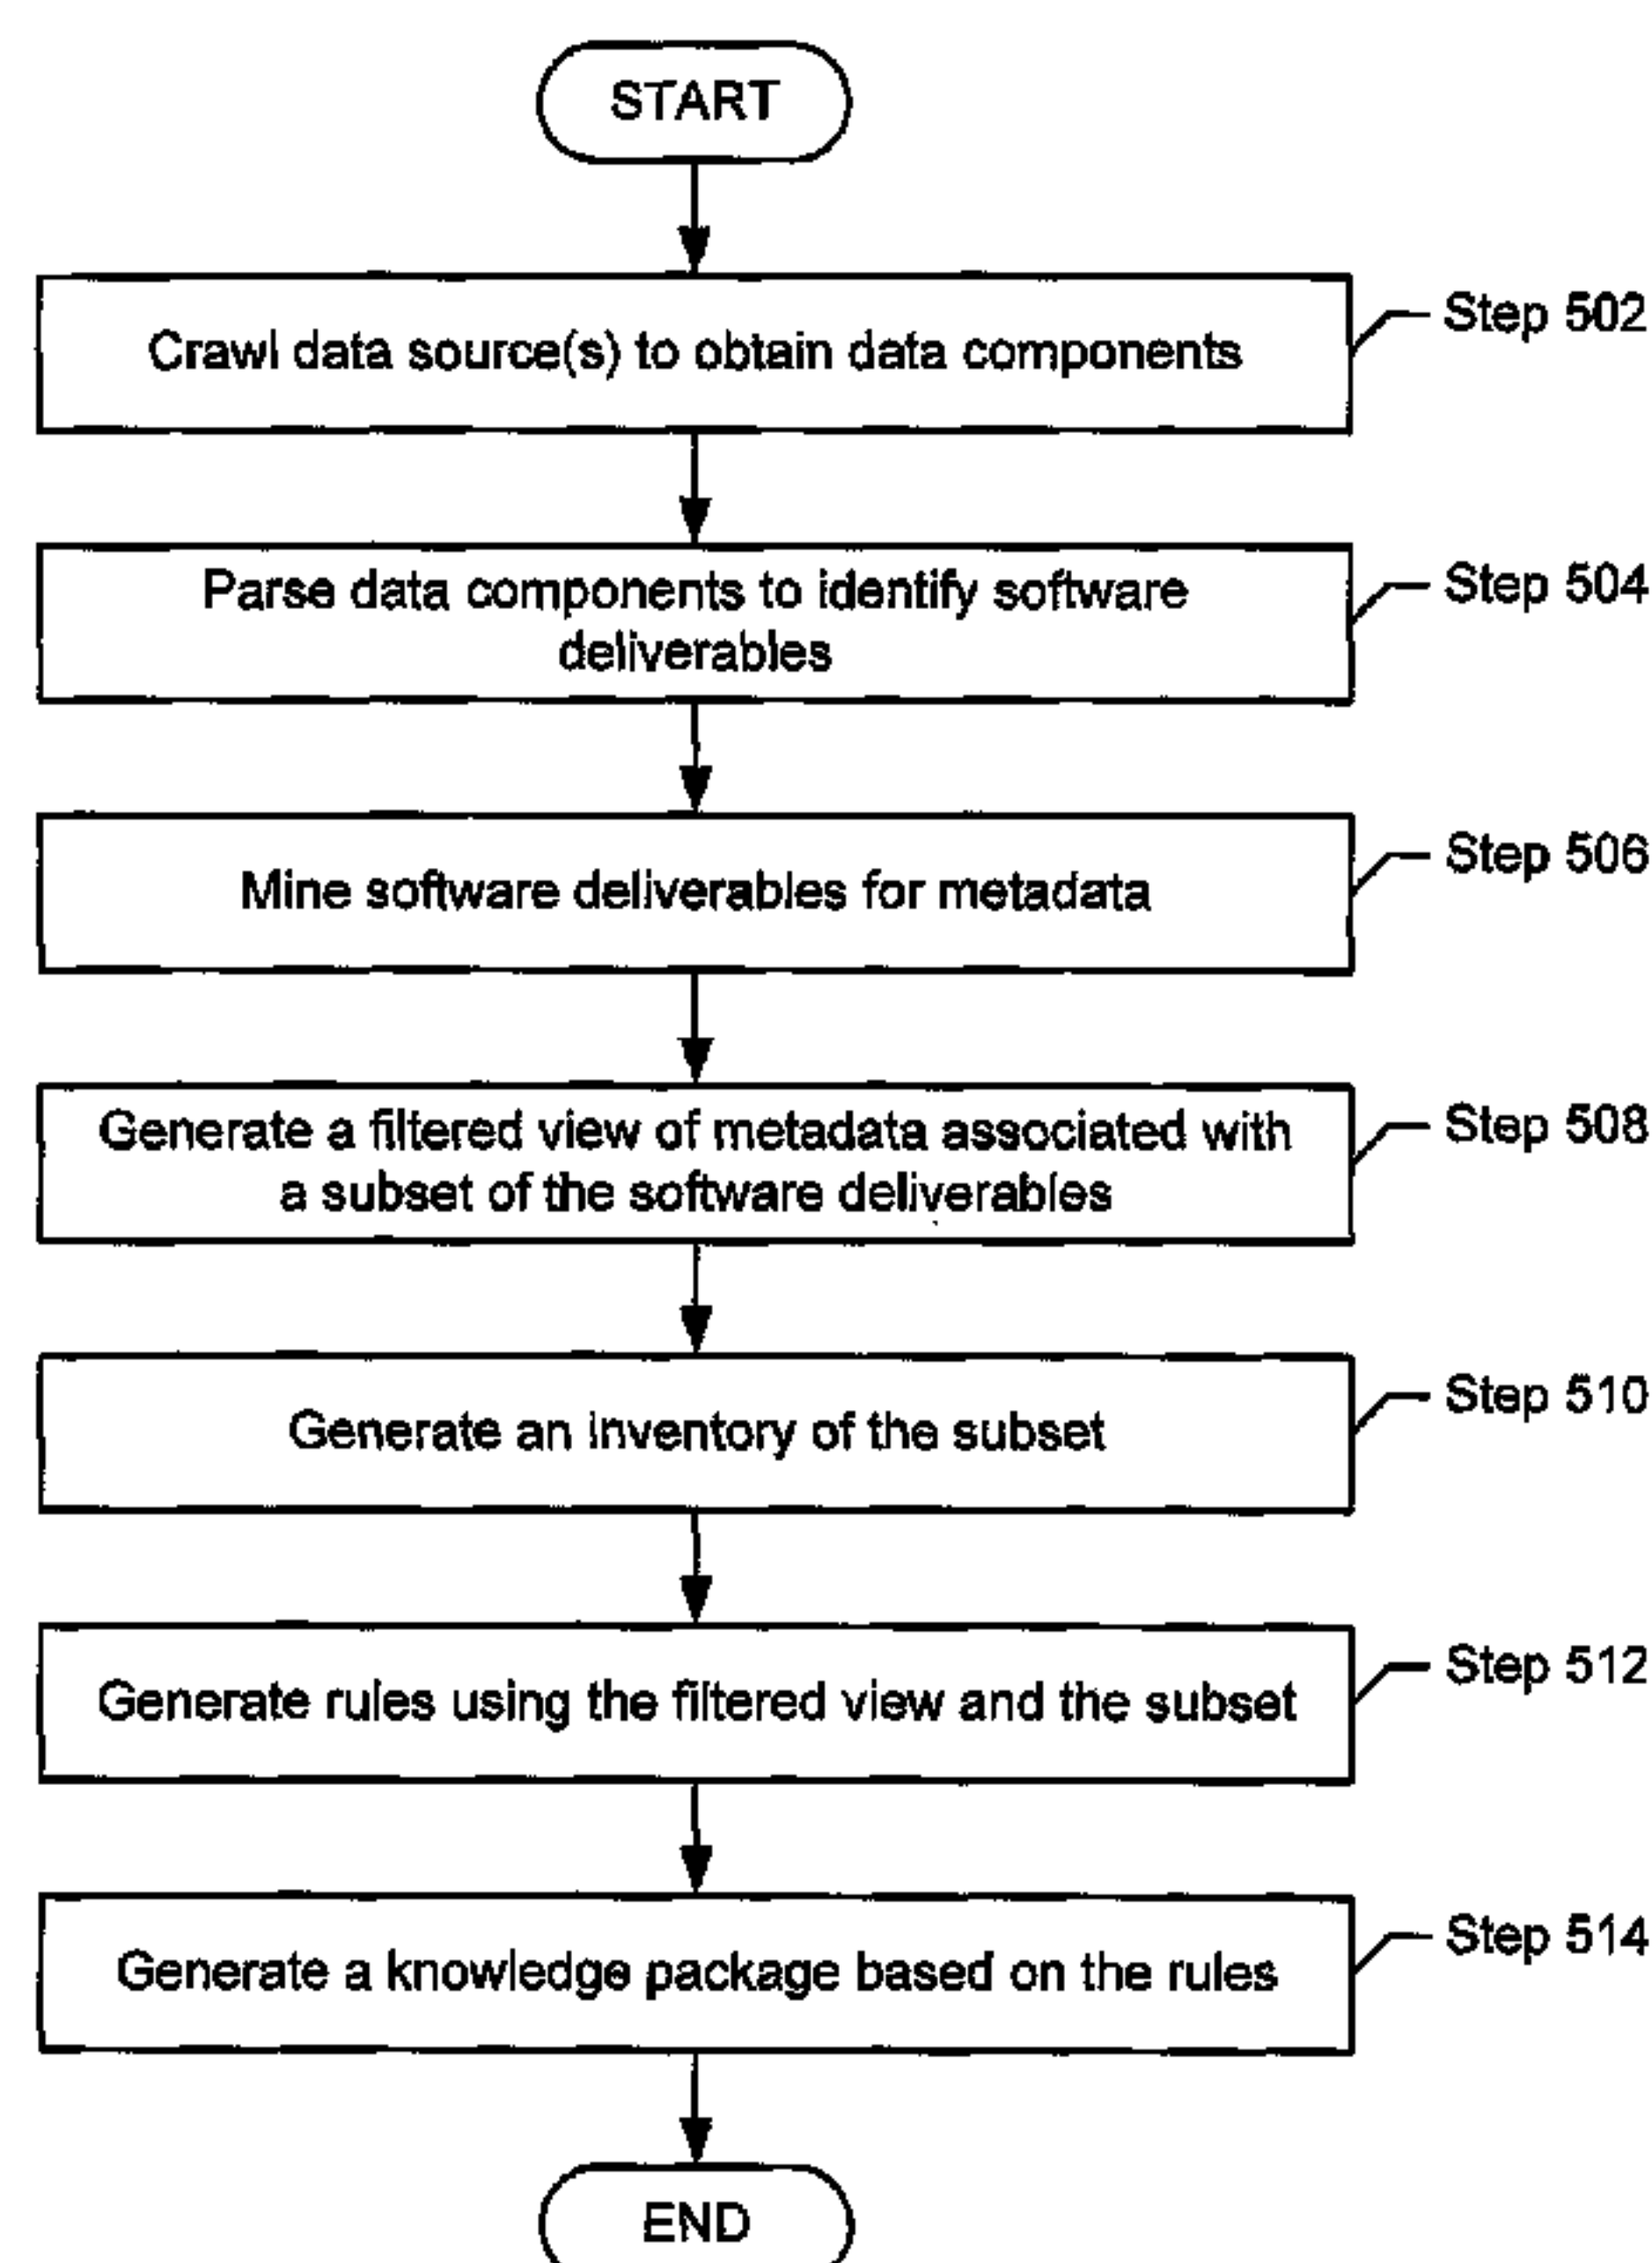 START
Crawl data source(s) to obtain data components
Step 502
Parse data components to identify software
deliverables
Step 504
Mine software deliverables for metadata
Step 506
Generate a filtered view of metadata associated with
a subset of the software deliverables
Step 508
Generate an inventory of the subset
Step 510
Generate rules using the filtered view and the subset
Step 512
Generate a knowledge package based on the rules
Step 514
END